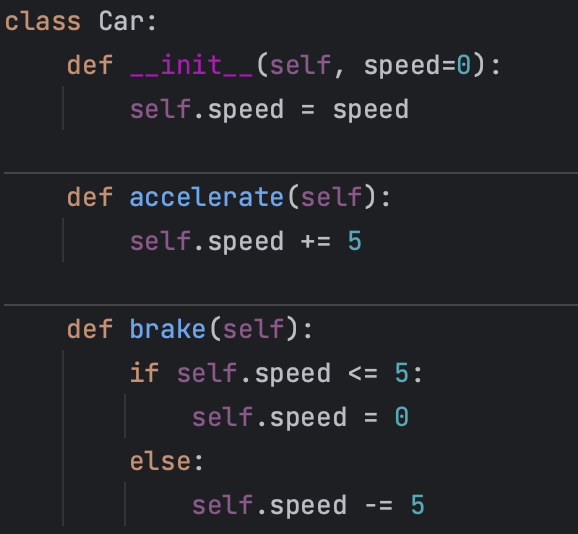 class Car:
    def __init__(self, speed=0):
        self.speed = speed
    def accelerate(self):
        self.speed += 5
    def brake(self):
        if self.speed <= 5:
            self.speed = 0
        else:
            self.speed -= 5